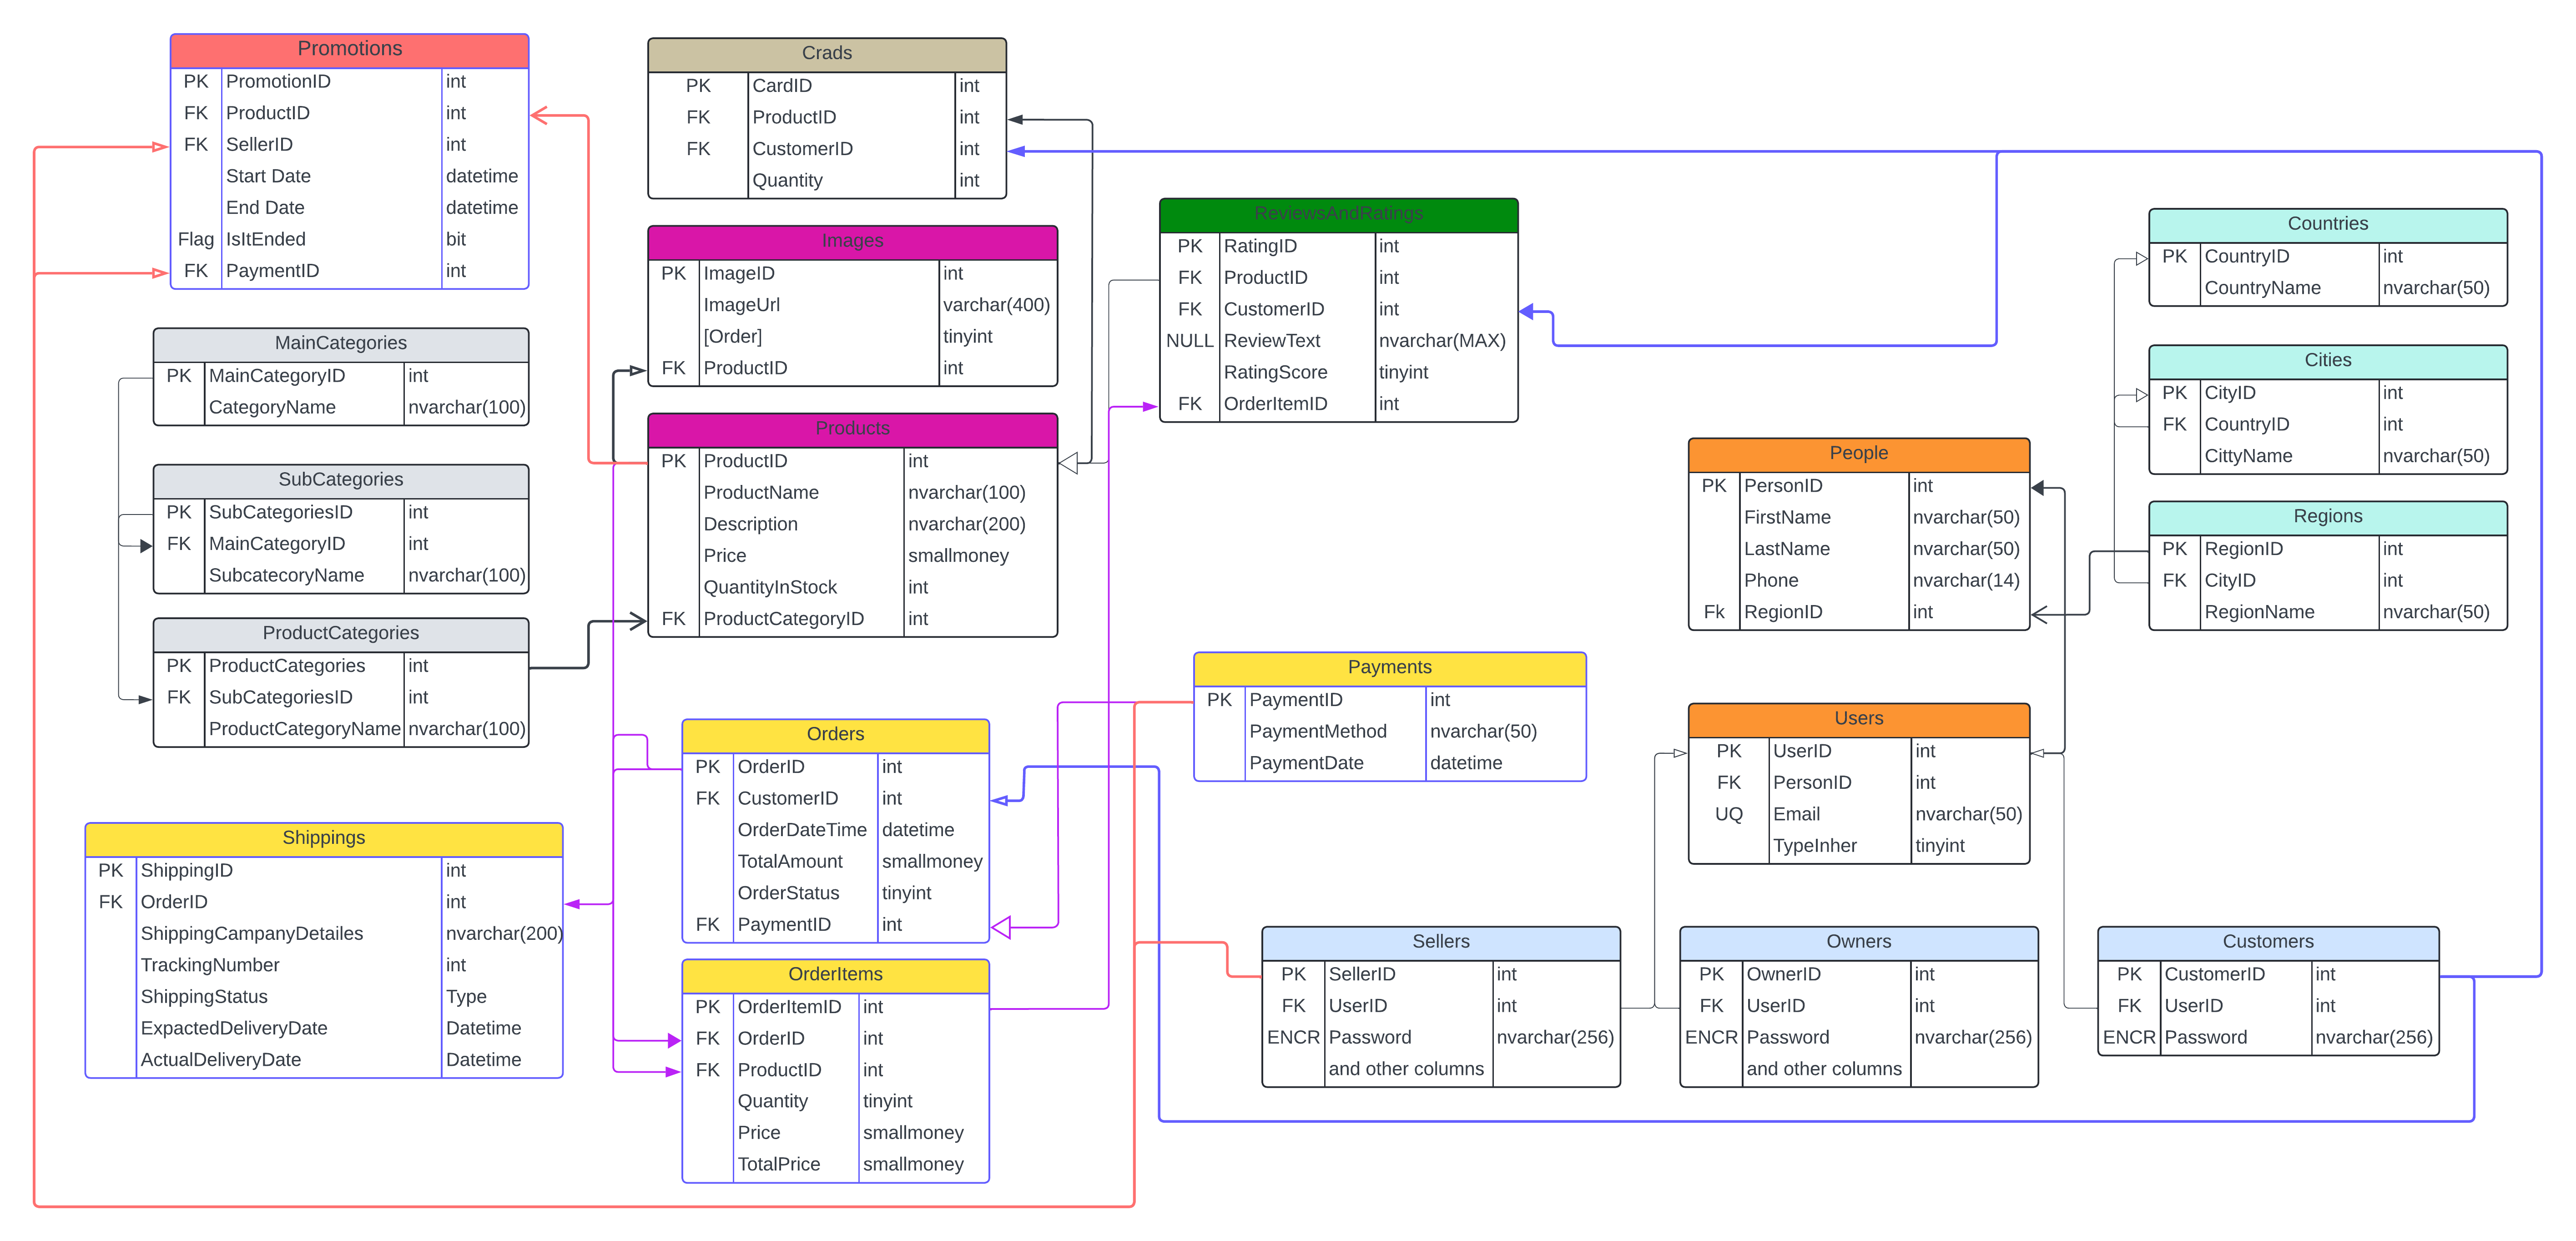 Promotions
PK PromotionID int
FK ProductID int
FK SellerID int
Start Date datetime
End Date datetime
Flag IsItEnded bit
FK PaymentID int
MainCategories
PK MainCategoryID int
CategoryName nvarchar(100)
SubCategories
PK SubCategoriesID int
FK MainCategoryID int
SubcatecoryName nvarchar(100)
ProductCategories
PK ProductCategories int
FK SubCategoriesID int
ProductCategoryName nvarchar(100)
Shippings
PK ShippingID int
FK OrderID int
ShippingCampanyDetailes nvarchar(200)
TrackingNumber int
ShippingStatus Type
ExpactedDeliveryDate Datetime
ActualDeliveryDate Datetime
Crads
PK CardID int
FK ProductID int
FK CustomerID int
Quantity int
Images
PK ImageID int
ImageUrl varchar(400)
[Order] tinyint
FK ProductID int
Products
PK ProductID int
ProductName nvarchar(100)
Description nvarchar(200)
Price smallmoney
QuantityInStock int
FK ProductCategoryID int
Orders
PK OrderID int
FK CustomerID int
OrderDateTime datetime
TotalAmount smallmoney
OrderStatus tinyint
FK PaymentID int
OrderItems
PK OrderItemID int
FK OrderID int
FK ProductID int
Quantity tinyint
Price smallmoney
TotalPrice smallmoney
ReviewsAndRatings
PK RatingID int
FK ProductID int
FK CustomerID int
NULL ReviewText nvarchar(MAX)
RatingScore tinyint
FK OrderItemID int
Payments
PK PaymentID int
PaymentMethod nvarchar(50)
PaymentDate datetime
Sellers
PK SellerID int
FK UserID int
ENCR Password nvarchar(256)
and other columns
People
PK PersonID int
FirstName nvarchar(50)
LastName nvarchar(50)
Phone nvarchar(14)
Fk RegionID int
Users
PK UserID int
FK PersonID int
UQ Email nvarchar(50)
TypeInher tinyint
Owners
PK OwnerID int
FK UserID int
ENCR Password nvarchar(256)
and other columns
Countries
PK CountryID int
CountryName nvarchar(50)
Cities
PK CityID int
FK CountryID int
CittyName nvarchar(50)
Regions
PK RegionID int
FK CityID int
RegionName nvarchar(50)
Customers
PK CustomerID int
FK UserID int
ENCR Password nvarchar(256)